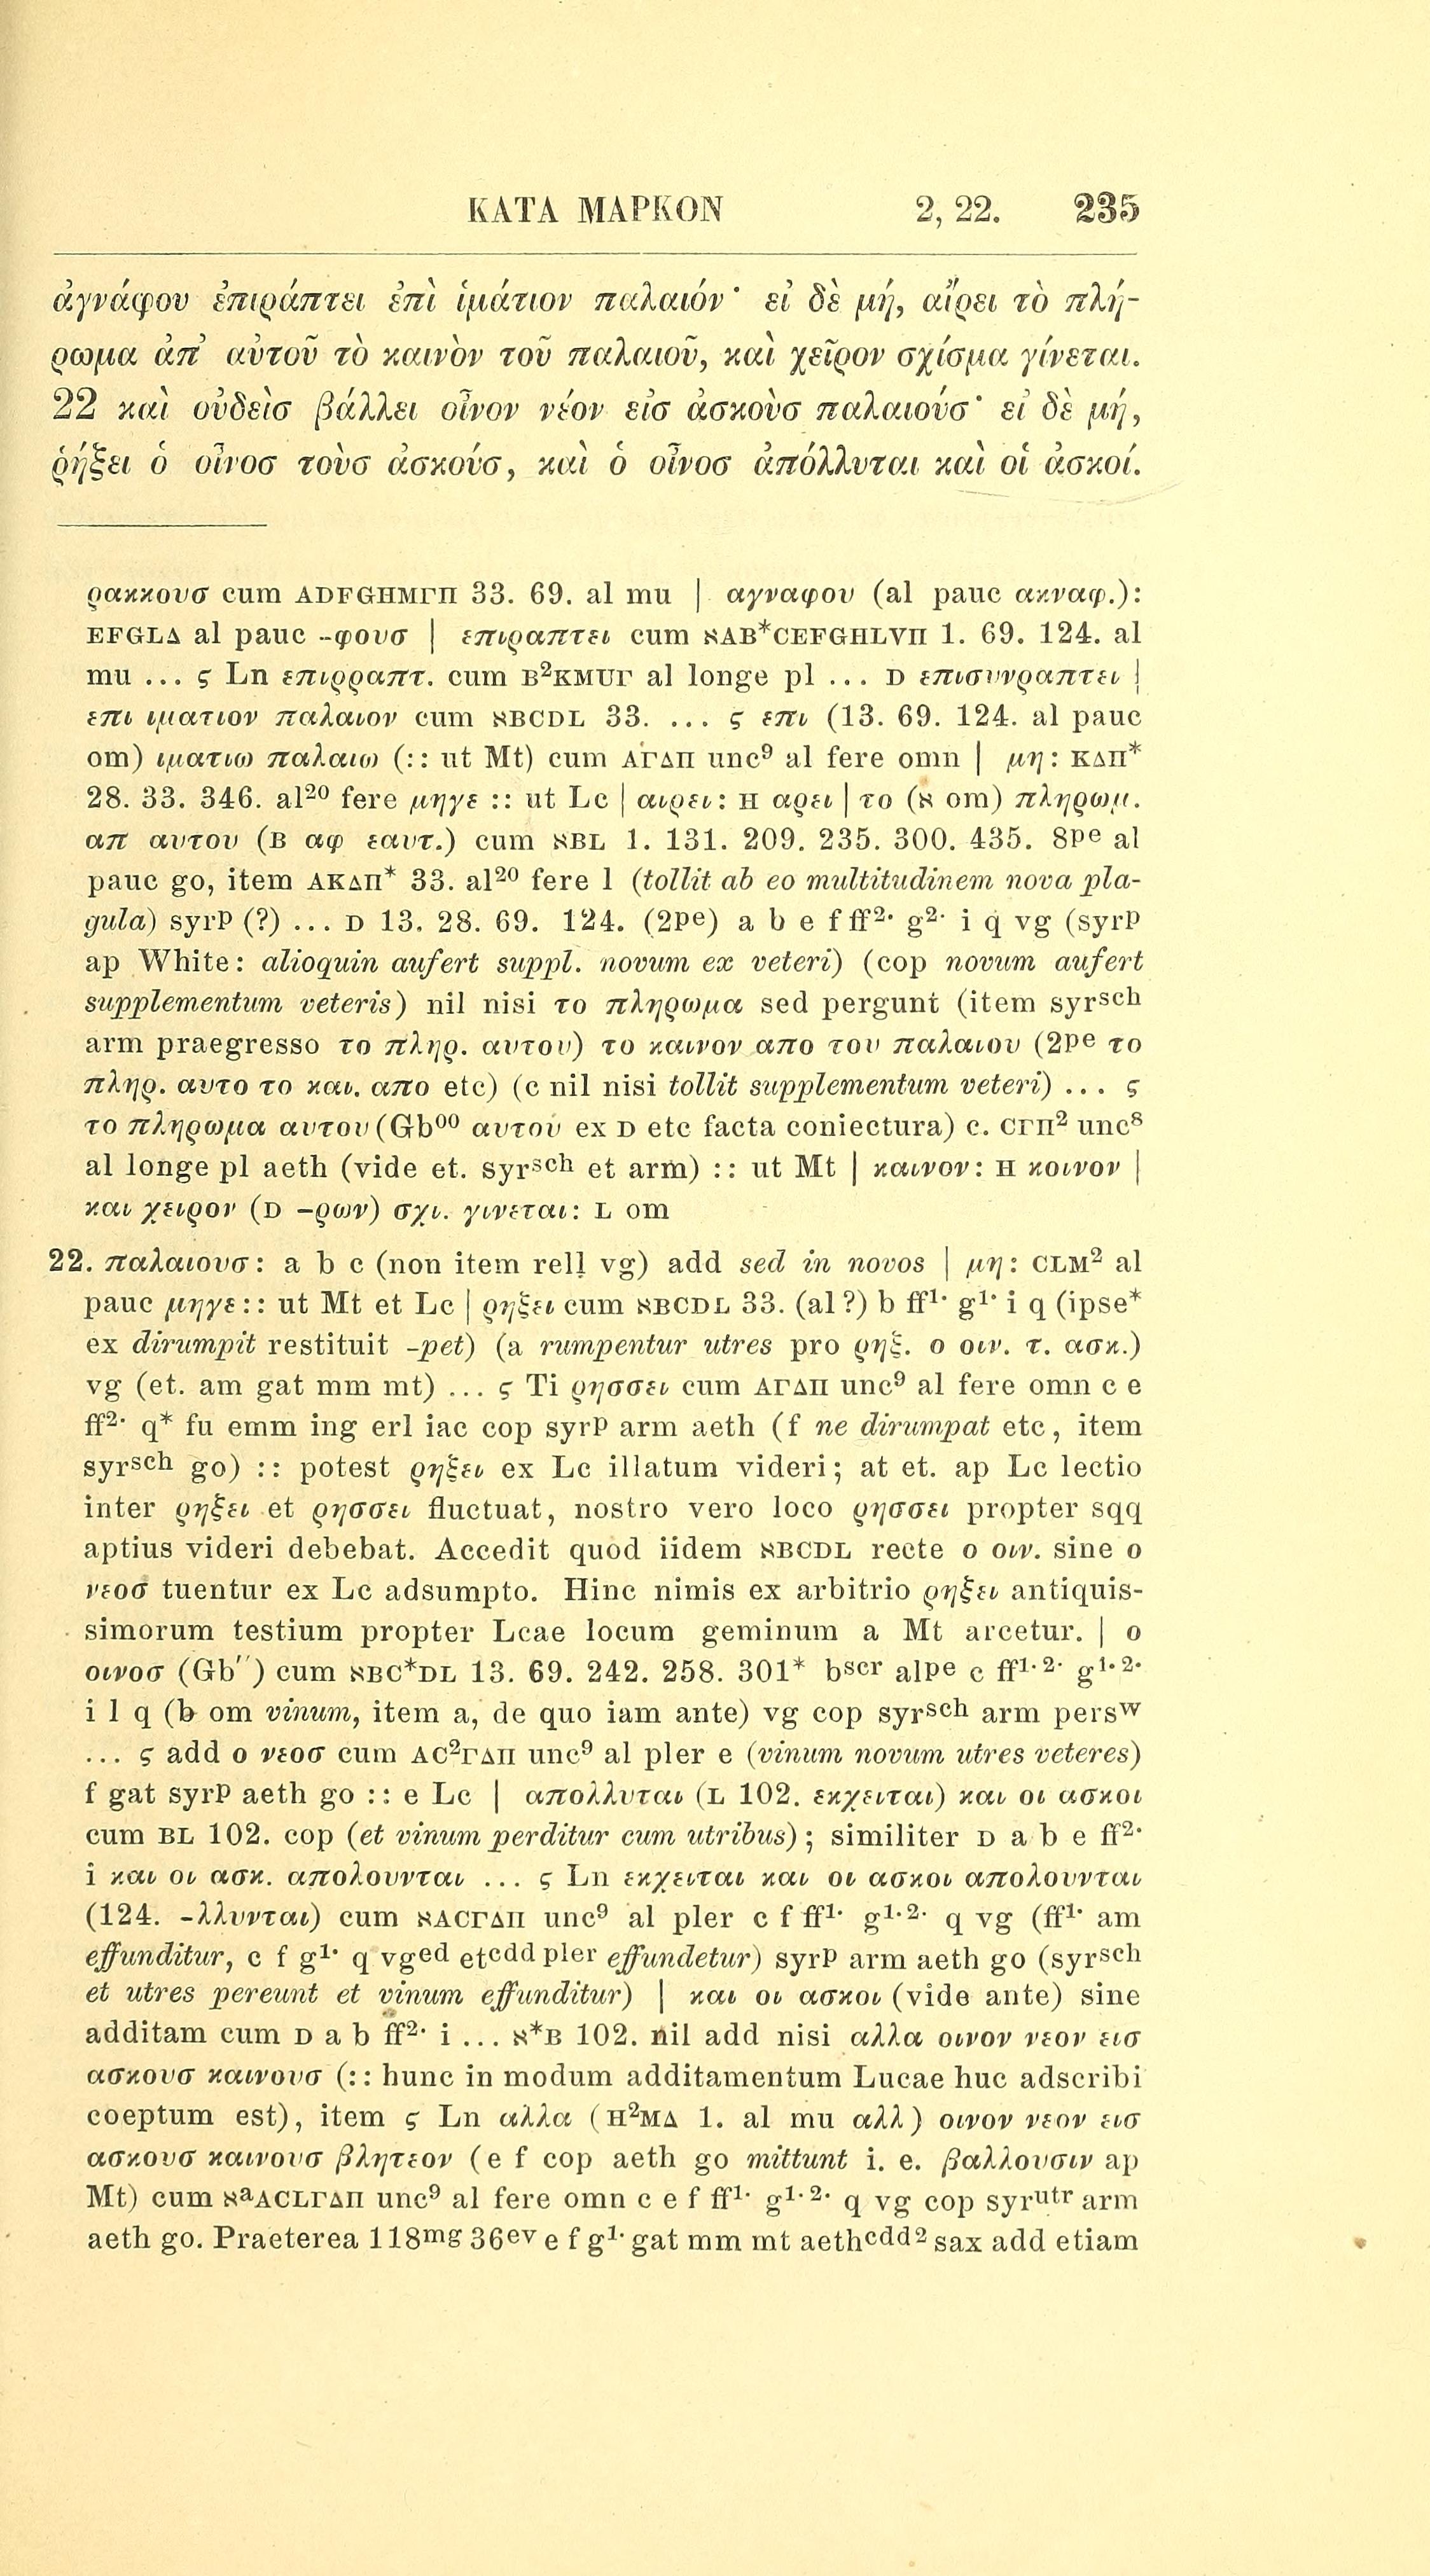 ΚΑΤΑ ΜΑΡΚΟΝ 2, 22. 235
ἀγνάφου ἐπιράπτει ἐπὶ ἱμάτιον παλαιόν· εἰ δὲ μή, αἴρει τὸ πλή-
ρωμα ἀπ’ αὐτοῦ τὸ καινὸν τοῦ παλαιοῦ, καὶ χεῖρον σχίσμα γίνεται.
22 καὶ οὐδεὶσ βάλλει οἶνον νέον εἰσ ἀσκοὺσ παλαιούσ· εἰ δὲ μή,
ῥήξει ὁ οἶνοσ τοὺσ ἀσκούσ, καὶ ὁ οἶνοσ ἀπόλλυται καὶ οἱ ἀσκοί.
ρακκουσ cum ADFGHMΓΠ 33. 69. al mu | αγναφου (al pauc ακναφ.):
EFGLΔ al pauc -φουσ | επιραπτει cum ℵAB*CEFGHLVΠ 1. 69. 124. al
mu ... ς Ln επιρραπτ. cum B²KMUΓ al longe pl ... D επισυνραπτει |
επι ιματιον παλαιον cum ℵBCDL 33. ... ς επι (13. 69. 124. al pauc
om) ιματιω παλαιω (:: ut Mt) cum AΓΔΠ unc⁹ al fere omn | μη: KΔΠ*
28. 33. 346. al²⁰ fere μηγε :: ut Lc | αιρει: H αρει | το (ℵ om) πληρωμ.
απ αυτου (B αφ εαυτ.) cum ℵBL 1. 131. 209. 235. 300. 435. 8ᵖᵉ al
pauc go, item AKΔΠ* 33. al²⁰ fere l (tollit ab eo multitudinem nova pla-
gula) syrᵖ (?) ... D 13. 28. 69. 124. (2ᵖᵉ) a b e f ff²· g²· i q vg (syrᵖ
ap White: alioquin aufert suppl. novum ex veteri) (cop novum aufert
supplementum veteris) nil nisi το πληρωμα sed pergunt (item syrˢᶜʰ
arm praegresso το πληρ. αυτου) το καινον απο του παλαιου (2ᵖᵉ το
πληρ. αυτο το και. απο etc) (c nil nisi tollit supplementum veteri) ... ς
το πληρωμα αυτου (Gb⁰⁰ αυτου ex D etc facta coniectura) c. CΓΠ² unc⁸
al longe pl aeth (vide et. syrˢᶜʰ et arm) :: ut Mt | καινον: H κοινον |
και χειρον (D -ρων) σχι. γινεται: L om
22. παλαιουσ: a b c (non item rell vg) add sed in novos | μη: CLM² al
pauc μηγε :: ut Mt et Lc | ρηξει cum ℵBCDL 33. (al ?) b ff¹· g¹· i q (ipse*
ex dirumpit restituit -pet) (a rumpentur utres pro ρηξ. ο οιν. τ. ασκ.)
vg (et. am gat mm mt) ... ς Ti ρησσει cum AΓΔΠ unc⁹ al fere omn c e
ff²· q* fu emm ing erl iac cop syrᵖ arm aeth (f ne dirumpat etc, item
syrˢᶜʰ go) :: potest ρηξει ex Lc illatum videri; at et. ap Lc lectio
inter ρηξει et ρησσει fluctuat, nostro vero loco ρησσει propter sqq
aptius videri debebat. Accedit quod iidem ℵBCDL recte ο οιν. sine ο
νεοσ tuentur ex Lc adsumpto. Hinc nimis ex arbitrio ρηξει antiquis-
simorum testium propter Lcae locum geminum a Mt arcetur. | ο
οινοσ (Gb″) cum ℵBC*DL 13. 69. 242. 258. 301* bˢᶜʳ alᵖᵉ c ff¹·²· g¹·²·
i l q (b om vinum, item a, de quo iam ante) vg cop syrˢᶜʰ arm persʷ
... ς add ο νεοσ cum AC²ΓΔΠ unc⁹ al pler e (vinum novum utres veteres)
f gat syrᵖ aeth go :: e Lc | απολλυται (L 102. εκχειται) και οι ασκοι
cum BL 102. cop (et vinum perditur cum utribus); similiter D a b e ff²·
i και οι ασκ. απολουνται ... ς Ln εκχειται και οι ασκοι απολουνται
(124. -λλυνται) cum ℵACΓΔΠ unc⁹ al pler c f ff¹· g¹·²· q vg (ff¹· am
effunditur, c f g¹· q vgᵉᵈ etᶜᵈᵈ ᵖˡᵉʳ effundetur) syrᵖ arm aeth go (syrˢᶜʰ
et utres pereunt et vinum effunditur) | και οι ασκοι (vide ante) sine
additam cum D a b ff²· i ... ℵ*B 102. nil add nisi αλλα οινον νεον εισ
ασκουσ καινουσ (:: hunc in modum additamentum Lucae huc adscribi
coeptum est), item ς Ln αλλα (H²MΔ 1. al mu αλλ) οινον νεον εισ
ασκουσ καινουσ βλητεον (e f cop aeth go mittunt i. e. βαλλουσιν ap
Mt) cum ℵᵃACLΓΔΠ unc⁹ al fere omn c e f ff¹· g¹·²· q vg cop syrᵘᵗʳ arm
aeth go. Praeterea 118ᵐᵍ 36ᵉᵛ e f g¹· gat mm mt aethᶜᵈᵈ² sax add etiam